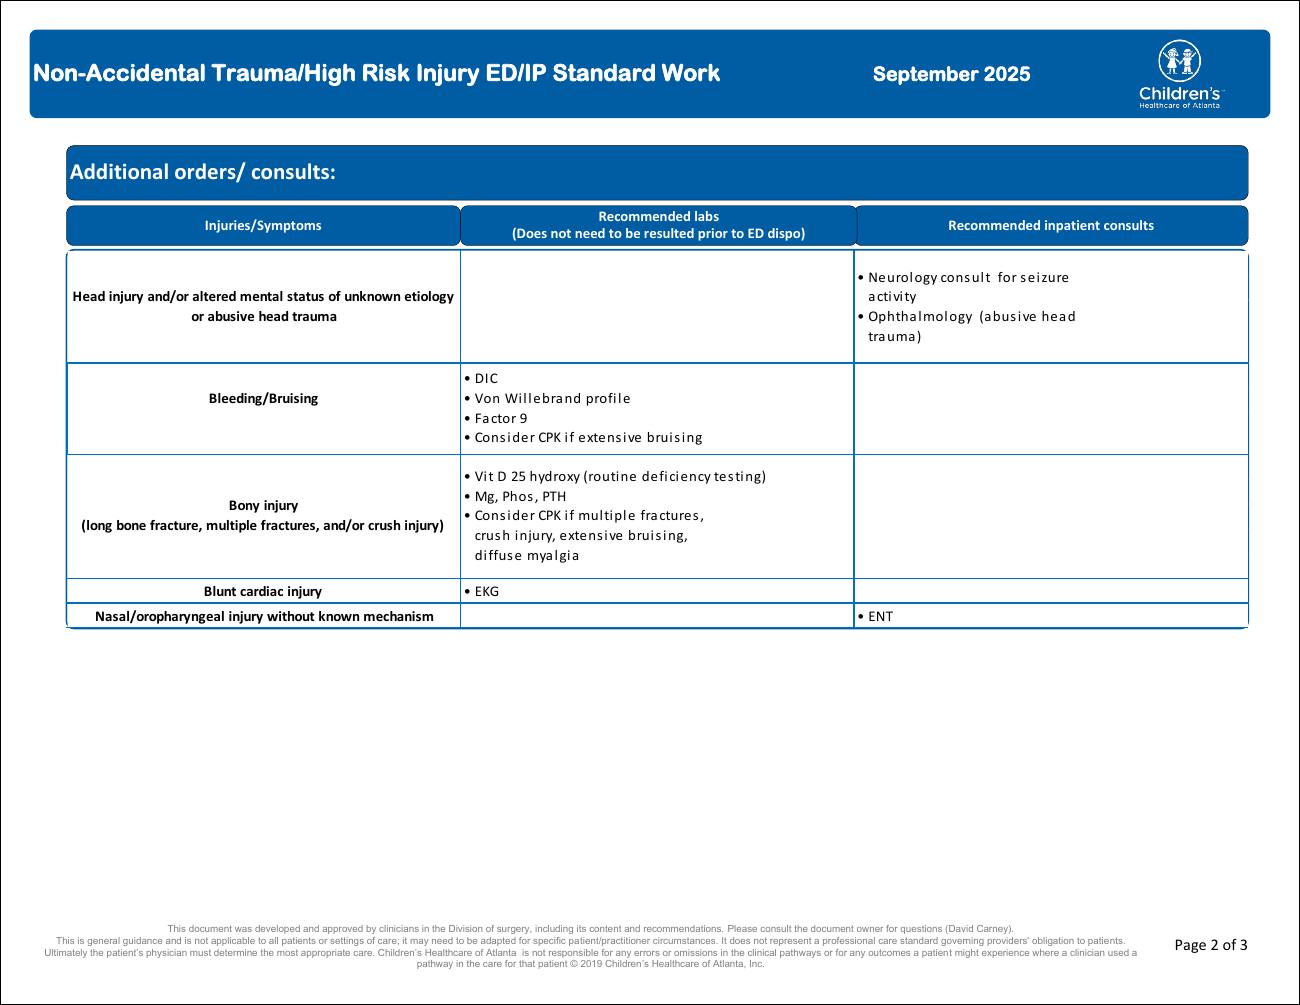 Non-Accidental Trauma/High Risk Injury ED/IP Standard Work
September 2025
Children's™
Healthcare of Atlanta
Additional orders/ consults:
Injuries/Symptoms
Recommended labs
(Does not need to be resulted prior to ED dispo)
Recommended inpatient consults
Head injury and/or altered mental status of unknown etiology
or abusive head trauma
• Neurology consult for seizure
activity
• Ophthalmology (abusive head
trauma)
Bleeding/Bruising
• DIC
• Von Willebrand profile
• Factor 9
• Consider CPK if extensive bruising
Bony injury
(long bone fracture, multiple fractures, and/or crush injury)
• Vit D 25 hydroxy (routine deficiency testing)
• Mg, Phos, PTH
• Consider CPK if multiple fractures,
crush injury, extensive bruising,
diffuse myalgia
Blunt cardiac injury
• EKG
Nasal/oropharyngeal injury without known mechanism
• ENT
This document was developed and approved by clinicians in the Division of surgery, including its content and recommendations. Please consult the document owner for questions (David Carney).
This is general guidance and is not applicable to all patients or settings of care; it may need to be adapted for specific patient/practitioner circumstances. It does not represent a professional care standard governing providers' obligation to patients.
Ultimately the patient's physician must determine the most appropriate care. Children's Healthcare of Atlanta is not responsible for any errors or omissions in the clinical pathways or for any outcomes a patient might experience where a clinician used a
pathway in the care for that patient © 2019 Children's Healthcare of Atlanta, Inc.
Page 2 of 3